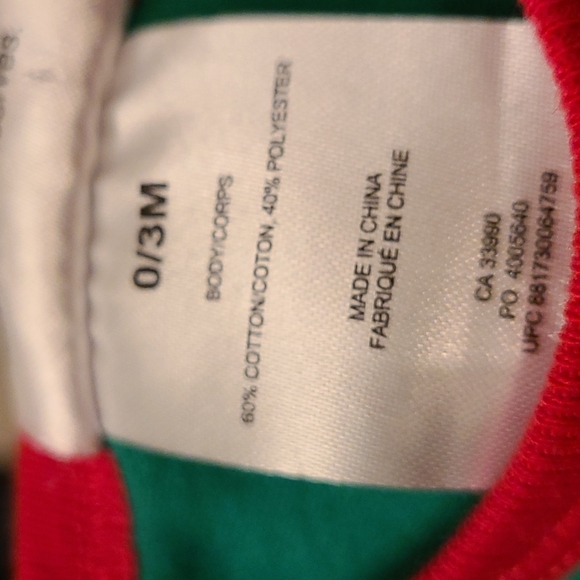 0/3M
BODY/CORPS
60% COTTON/COTON, 40% POLYESTER
MADE IN CHINA
FABRIQUÉ EN CHINE
CA 33990
PO 4005640
UPC 881730064759